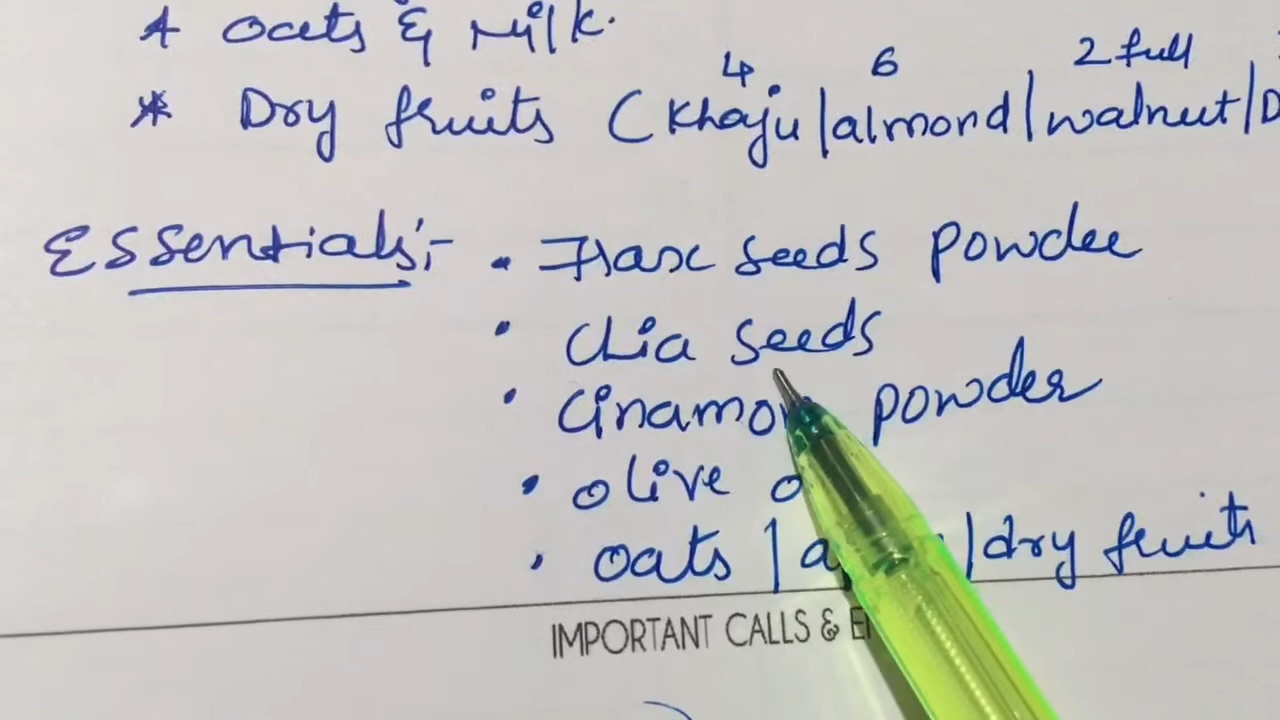 * Oats & Milk.
4 6 2 full
* Dry fruits (Khaju/almond/walnut/D
Essentials:- • Flax seeds powder
• Chia seeds
• Cinamon powder
• olive
• oats / /dry fruits
IMPORTANT CALLS &